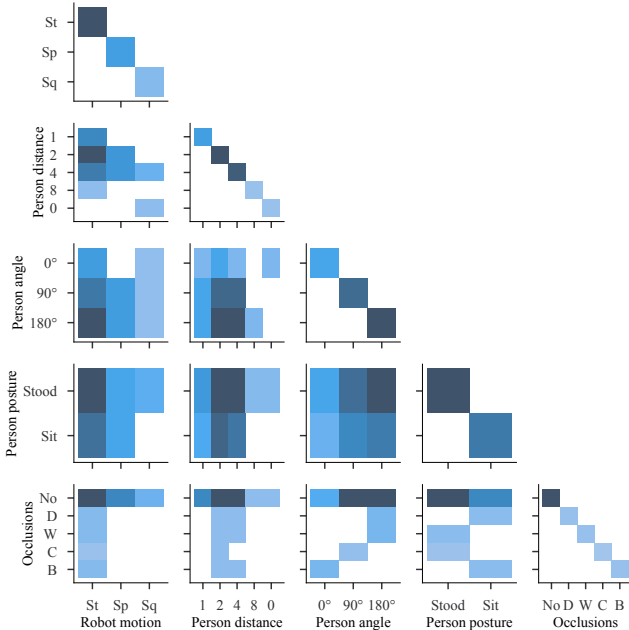 St
Sp
Sq
Person distance
1
2
4
8
0
Person angle
0°
90°
180°
Person posture
Stood
Sit
Occlusions
No
D
W
C
B
St Sp Sq
1 2 4 8 0
0° 90° 180°
Stood Sit
No D W C B
Robot motion
Person distance
Person angle
Person posture
Occlusions